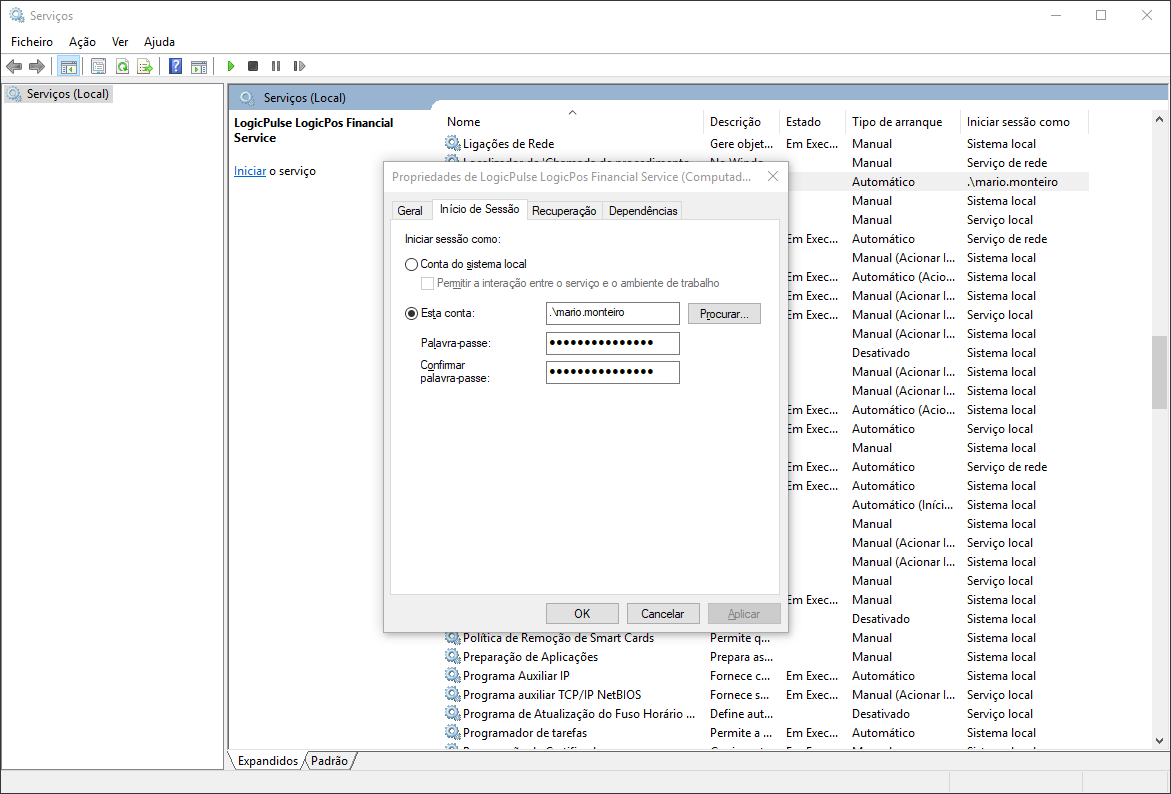 Serviços
Ficheiro Ação Ver Ajuda
Serviços (Local)
Serviços (Local)
LogicPulse LogicPos Financial
Service
Iniciar o serviço
Nome Descrição Estado Tipo de arranque Iniciar sessão como
Ligações de Rede Gere objet... Em Exec... Manual Sistema local
Manual Serviço de rede
Automático .\mario.monteiro
Manual Sistema local
Manual Serviço local
Em Exec... Automático Serviço de rede
Manual (Acionar I... Sistema local
Em Exec... Automático (Acio... Sistema local
Em Exec... Manual (Acionar I... Sistema local
Em Exec... Manual (Acionar I... Serviço local
Manual Sistema local
Desativado Sistema local
Manual (Acionar I... Sistema local
Manual (Acionar I... Sistema local
Em Exec... Automático (Acio... Sistema local
Em Exec... Automático Serviço local
Manual Sistema local
Em Exec... Automático Serviço de rede
Em Exec... Automático Sistema local
Automático (Iníci... Sistema local
Manual Sistema local
Manual (Acionar I... Serviço local
Manual (Acionar I... Sistema local
Manual Serviço local
Em Exec... Manual Sistema local
Desativado Sistema local
Política de Remoção de Smart Cards Permite q... Manual Sistema local
Preparação de Aplicações Prepara as... Manual Sistema local
Programa Auxiliar IP Fornece c... Em Exec... Automático Sistema local
Programa auxiliar TCP/IP NetBIOS Fornece s... Em Exec... Manual (Acionar I... Serviço local
Programa de Atualização do Fuso Horário ... Define aut... Desativado Serviço local
Programador de tarefas Permite a ... Em Exec... Automático Sistema local
Propriedades de LogicPulse LogicPos Financial Service (Computad...
Geral Início de Sessão Recuperação Dependências
Iniciar sessão como:
Conta do sistema local
Permitir a interação entre o serviço e o ambiente de trabalho
Esta conta: .\mario.monteiro Procurar...
Palavra-passe: •••••••••••••••
Confirmar
palavra-passe: •••••••••••••••
OK Cancelar Aplicar
Expandidos Padrão